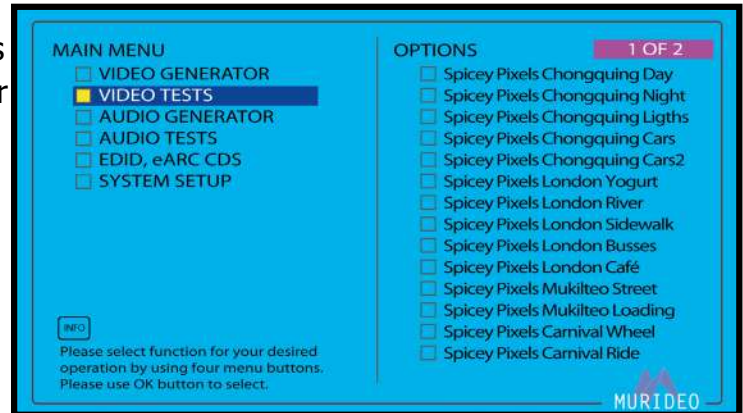 s
r
MAIN MENU
VIDEO GENERATOR
VIDEO TESTS
AUDIO GENERATOR
AUDIO TESTS
EDID, eARC CDS
SYSTEM SETUP
INFO
Please select function for your desired
operation by using four menu buttons.
Please use OK button to select.
OPTIONS
1 OF 2
Spicey Pixels Chongquing Day
Spicey Pixels Chongquing Night
Spicey Pixels Chongquing Ligths
Spicey Pixels Chongquing Cars
Spicey Pixels Chongquing Cars2
Spicey Pixels London Yogurt
Spicey Pixels London River
Spicey Pixels London Sidewalk
Spicey Pixels London Busses
Spicey Pixels London Café
Spicey Pixels Mukilteo Street
Spicey Pixels Mukilteo Loading
Spicey Pixels Carnival Wheel
Spicey Pixels Carnival Ride
MURIDEO